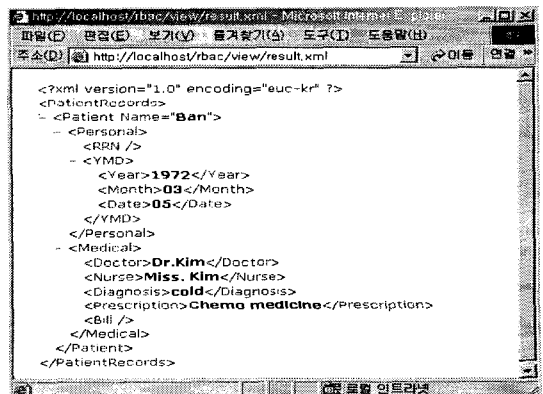 http://localhost/rbac/view/result.xml - Microsoft Internet Explorer
파일(F) 편집(E) 보기(V) 즐겨찾기(A) 도구(T) 도움말(H)
주소(D) http://localhost/rbac/view/result.xml 이동 연결 »
<?xml version="1.0" encoding="euc-kr" ?>
<PatientRecords>
- <Patient Name="Ban">
- <Personal>
<RRN />
- <YMD>
<Year>1972</Year>
<Month>03</Month>
<Date>05</Date>
</YMD>
</Personal>
- <Medical>
<Doctor>Dr.Kim</Doctor>
<Nurse>Miss. Kim</Nurse>
<Diagnosis>cold</Diagnosis>
<Prescription>Chemo medicine</Prescription>
<Bill />
</Medical>
</Patient>
</PatientRecords>
로컬 인트라넷